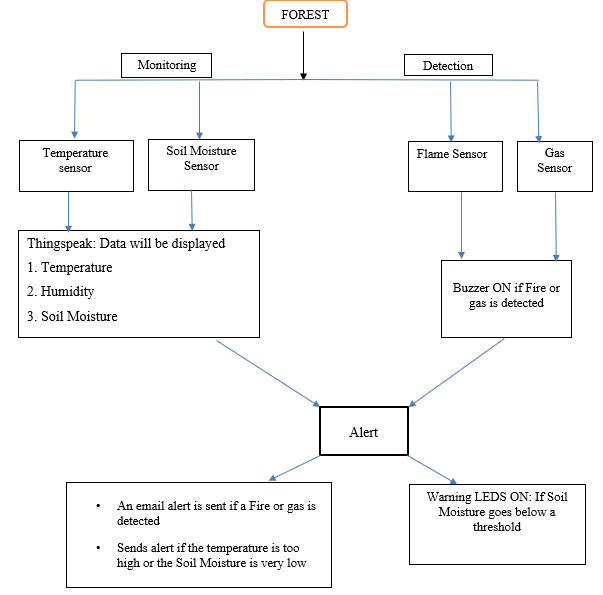 FOREST
Monitoring
Detection
Temperature
sensor
Soil Moisture
Sensor
Flame Sensor
Gas
Sensor
Thingspeak: Data will be displayed
1. Temperature
2. Humidity
3. Soil Moisture
Buzzer ON if Fire or
gas is detected
Alert
• An email alert is sent if a Fire or gas is
detected
• Sends alert if the temperature is too
high or the Soil Moisture is very low
Warning LEDS ON: If Soil
Moisture goes below a
threshold